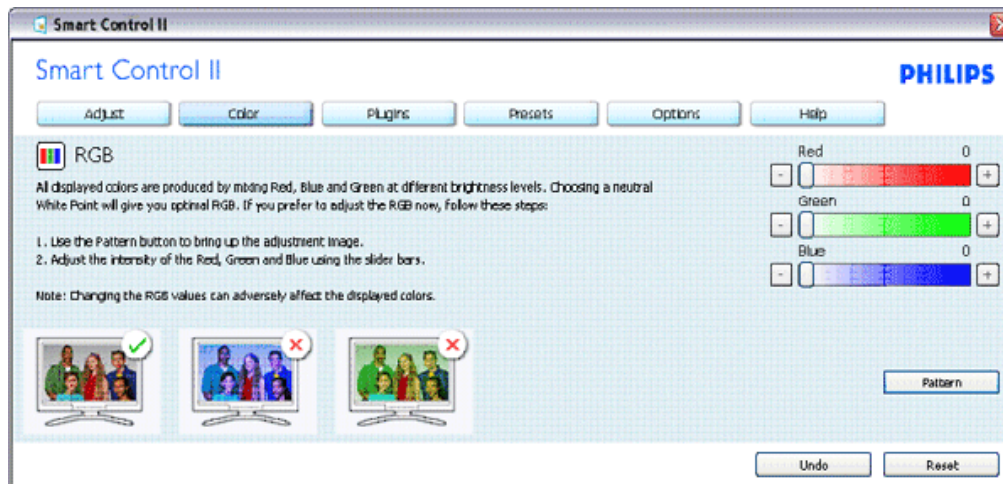 Smart Control II
Smart Control II
PHILIPS
Adjust Color Plugins Presets Options Help
RGB
All displayed colors are produced by mixing Red, Blue and Green at different brightness levels. Choosing a neutral
White Point will give you optimal RGB. If you prefer to adjust the RGB now, follow these steps:
1. Use the Pattern button to bring up the adjustment image.
2. Adjust the intensity of the Red, Green and Blue using the slider bars.
Note: Changing the RGB values can adversely affect the displayed colors.
Red 0
- +
Green 0
- +
Blue 0
- +
Pattern
Undo Reset